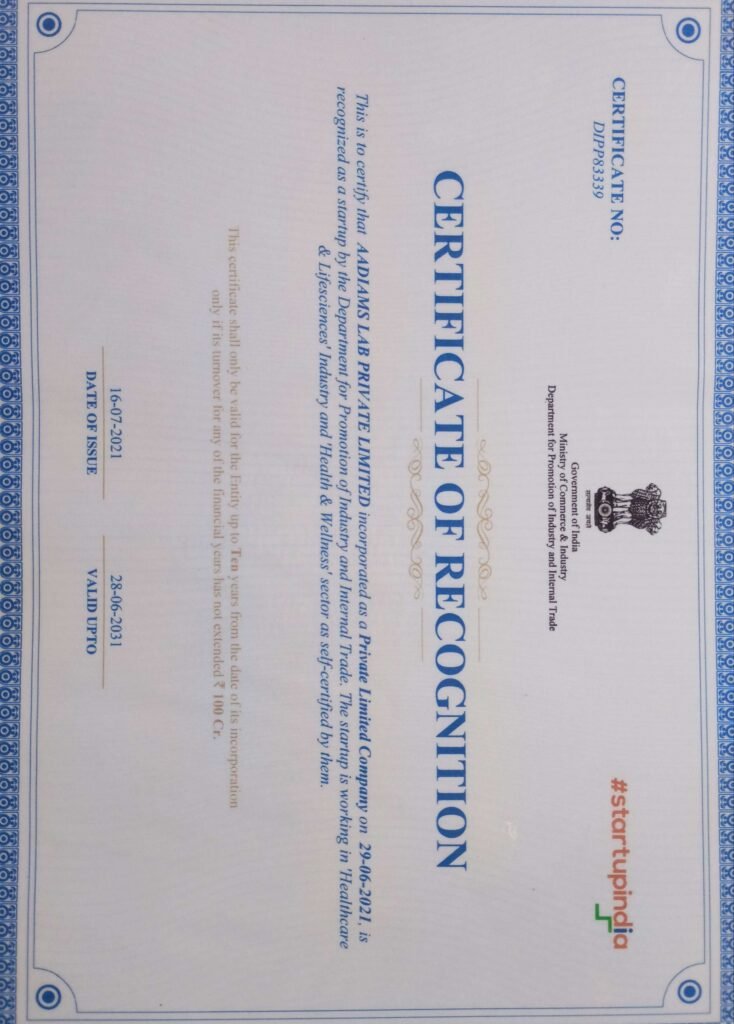 CERTIFICATE NO:
DIPP83339
#startupindia
सत्यमेव जयते
Government of India
Ministry of Commerce & Industry
Department for Promotion of Industry and Internal Trade
CERTIFICATE OF RECOGNITION
This is to certify that AADIAMS LAB PRIVATE LIMITED incorporated as a Private Limited Company on 29-06-2021, is
recognized as a startup by the Department for Promotion of Industry and Internal Trade. The startup is working in 'Healthcare
& Lifesciences' Industry and 'Health & Wellness' sector as self-certified by them.
This certificate shall only be valid for the Entity up to Ten years from the date of its incorporation
only if its turnover for any of the financial years has not extended ₹ 100 Cr.
16-07-2021
DATE OF ISSUE
28-06-2031
VALID UPTO